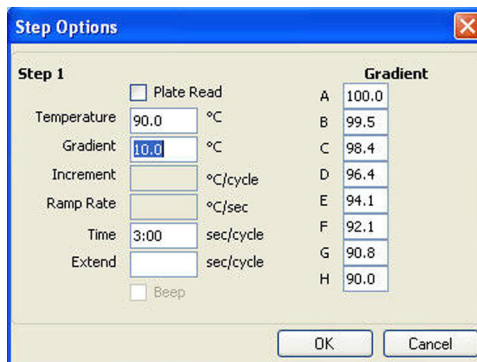 Step Options
Step 1
Plate Read
Temperature 90.0 °C
Gradient 10.0 °C
Increment °C/cycle
Ramp Rate °C/sec
Time 3:00 sec/cycle
Extend sec/cycle
Beep
Gradient
A 100.0
B 99.5
C 98.4
D 96.4
E 94.1
F 92.1
G 90.8
H 90.0
OK Cancel